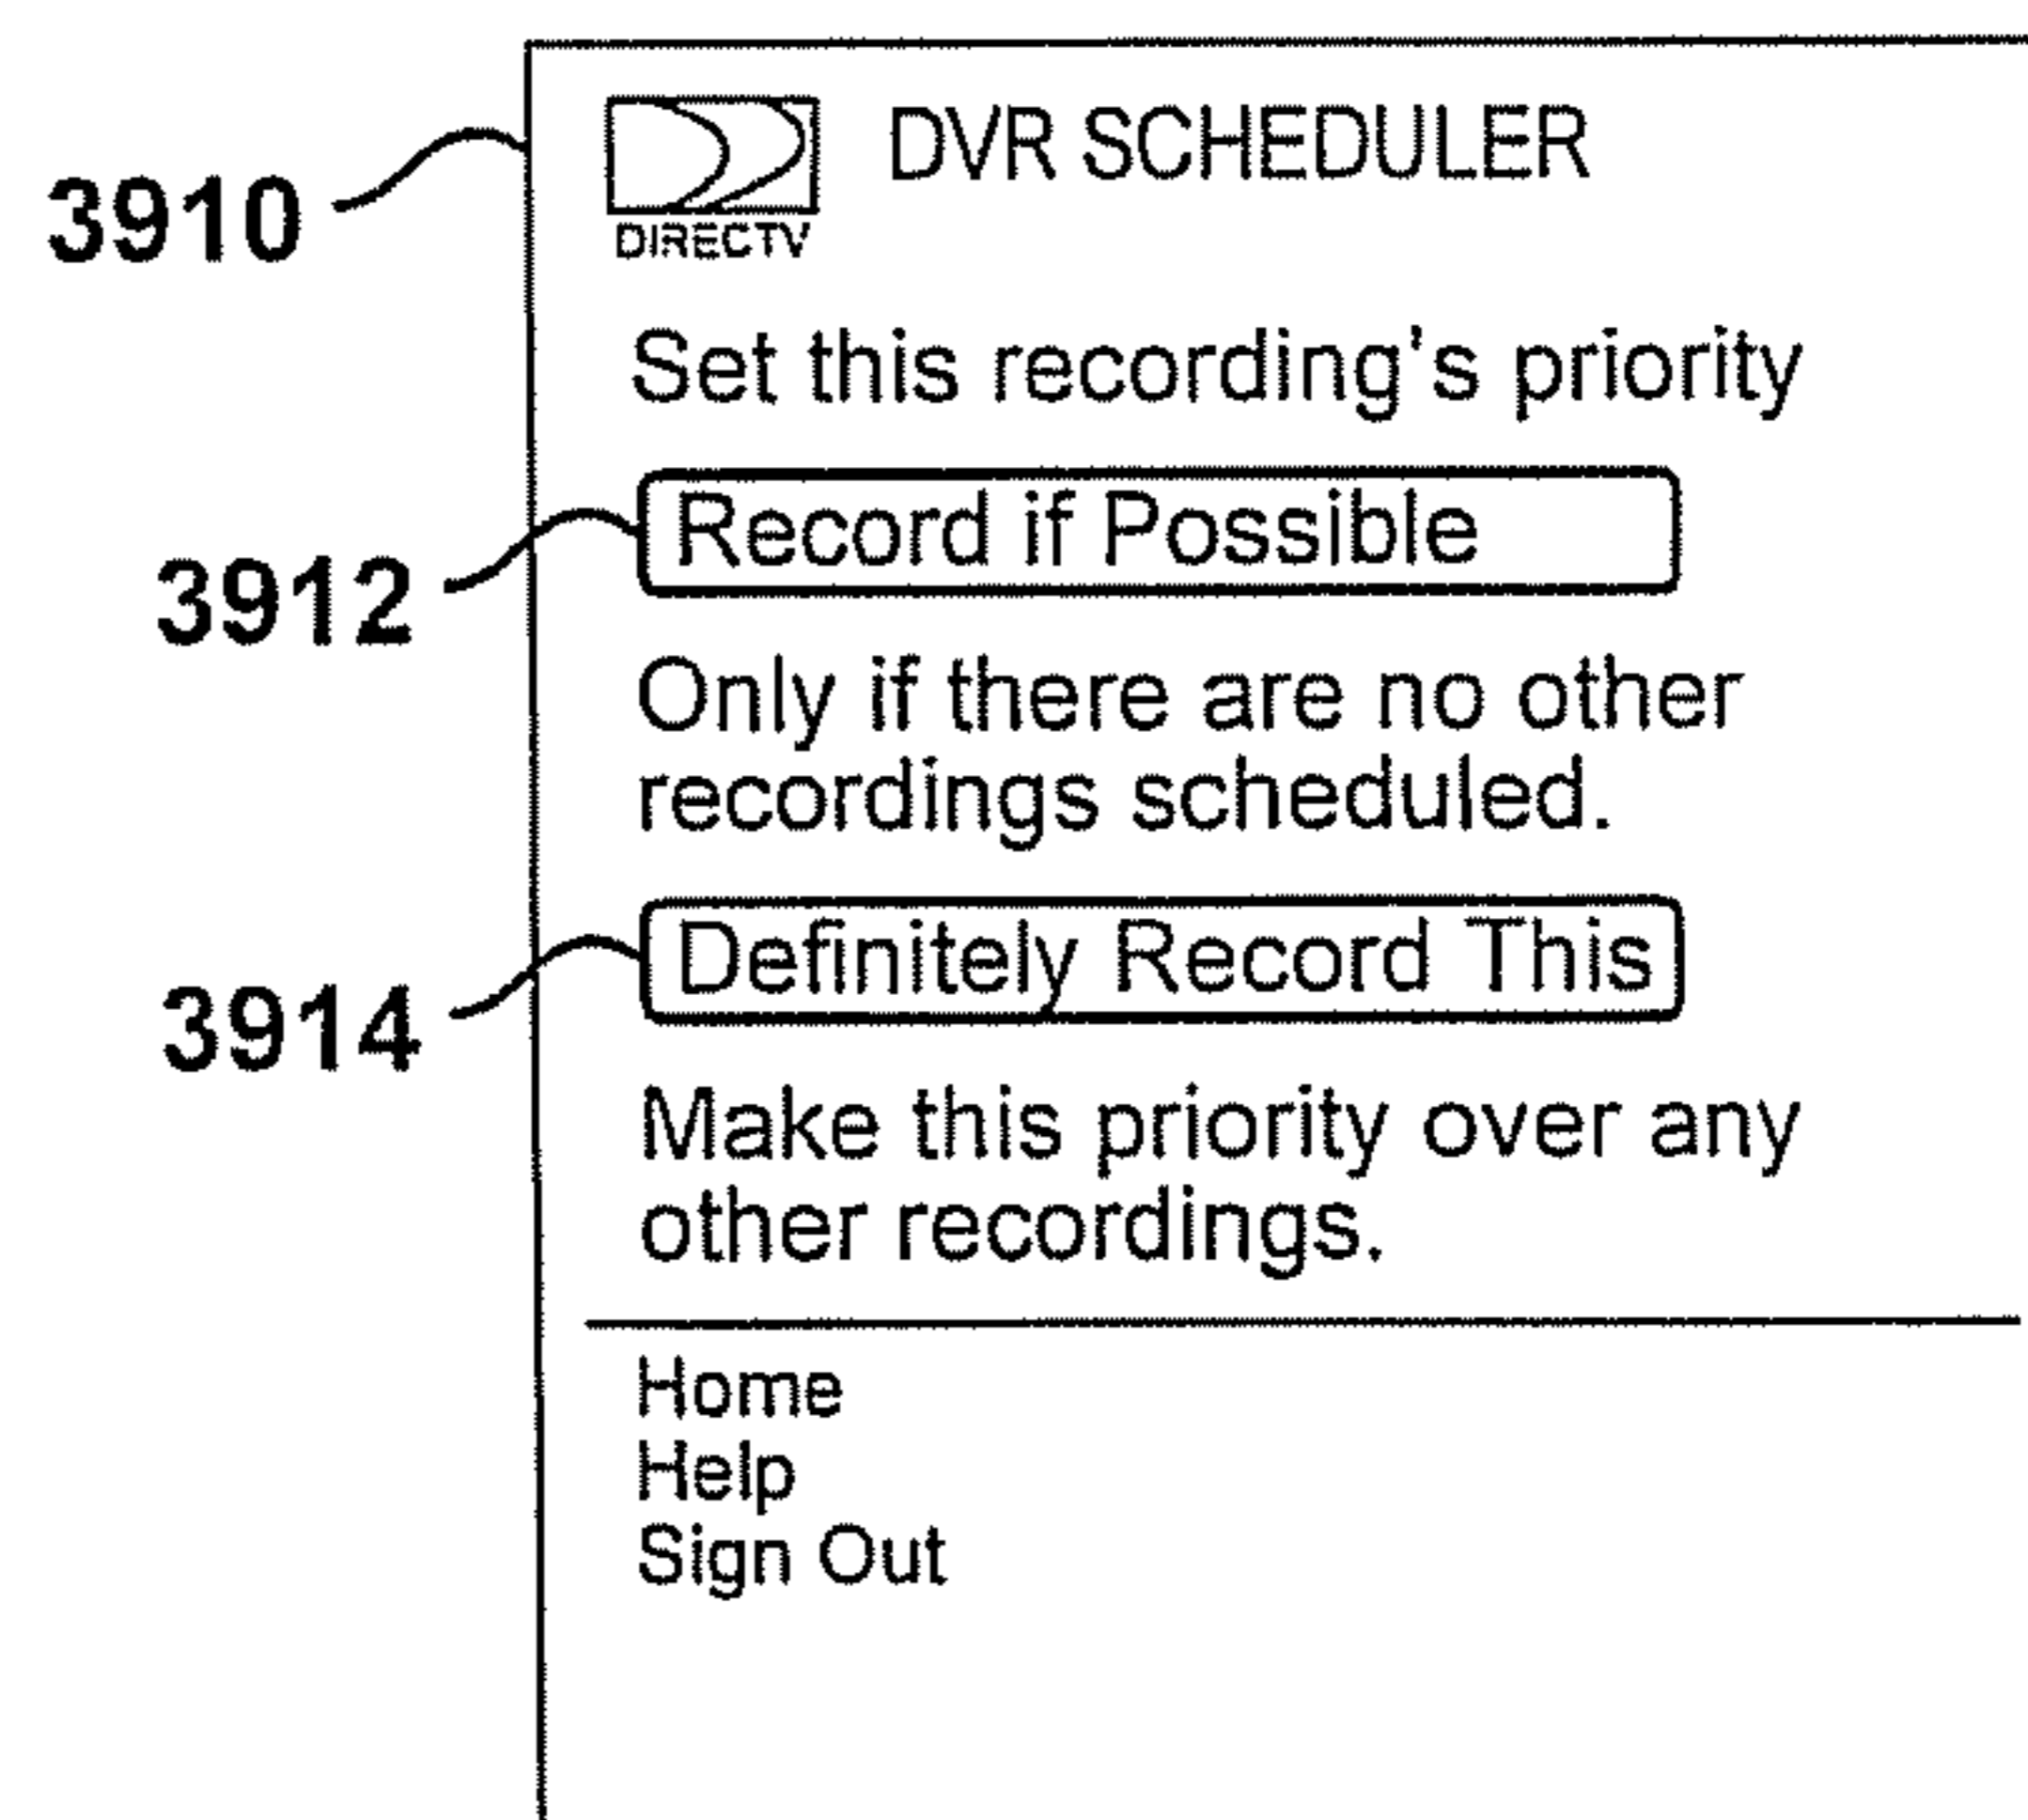 3910
DVR SCHEDULER
DIRECTV
Set this recording's priority
3912
Record if Possible
Only if there are no other
recordings scheduled.
3914
Definitely Record This
Make this priority over any
other recordings.
Home
Help
Sign Out